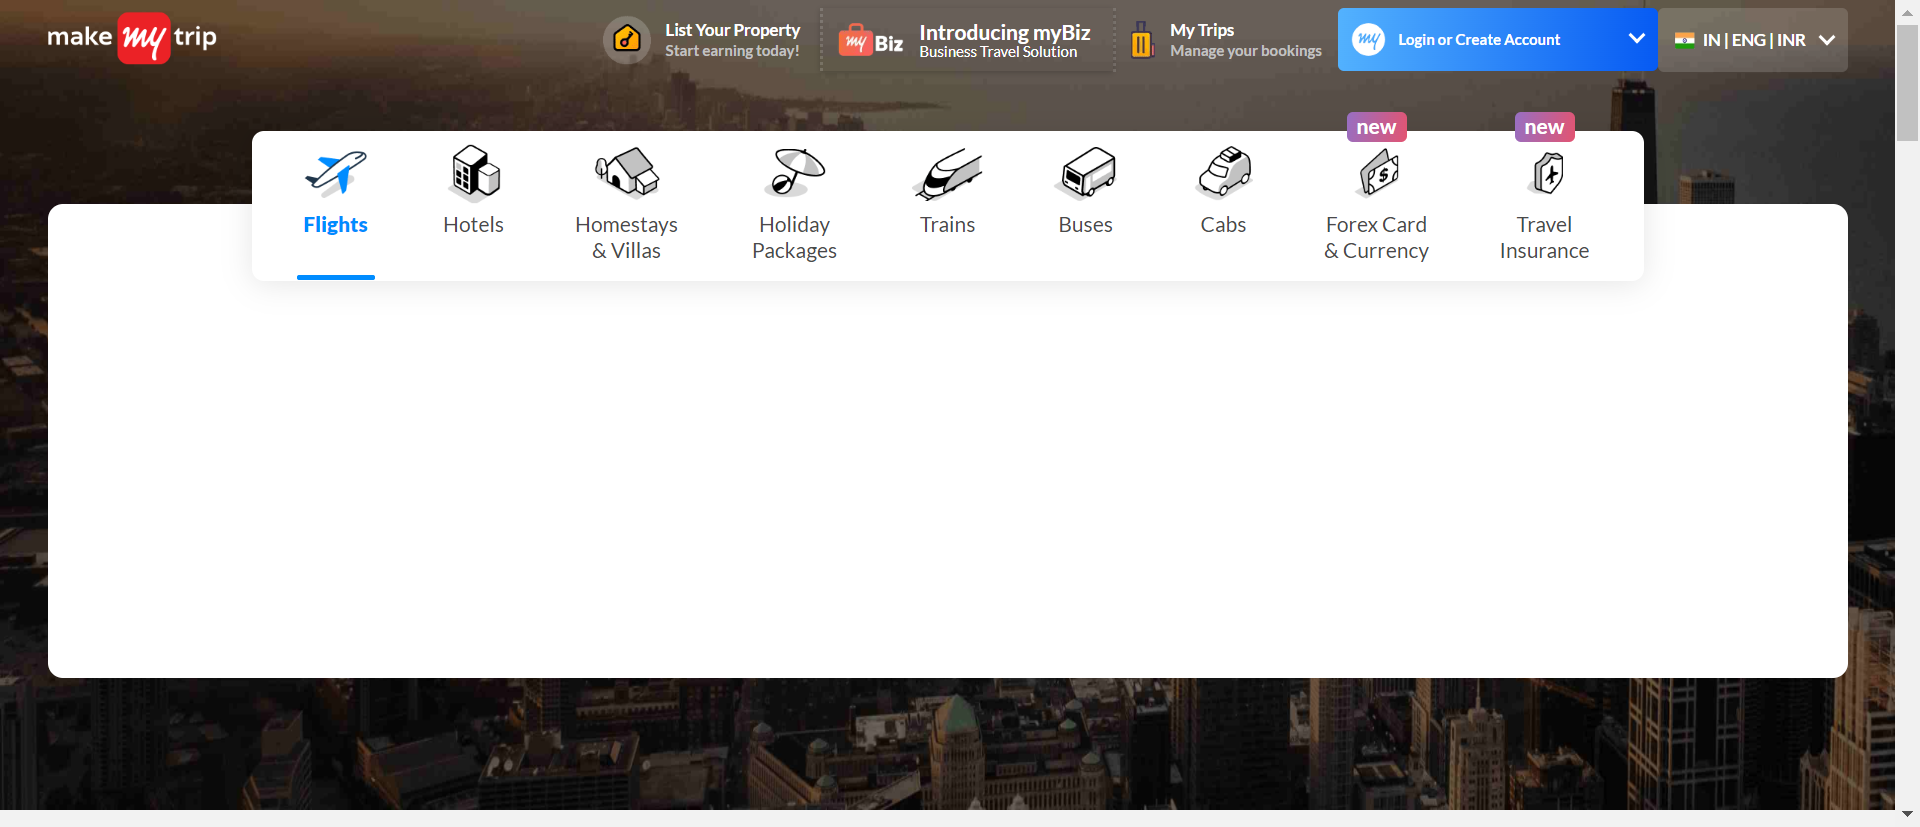 make my trip
List Your Property
Start earning today!
my Biz
Introducing myBiz
Business Travel Solution
My Trips
Manage your bookings
my
Login or Create Account
IN | ENG | INR
new
new
Flights
Hotels
Homestays
& Villas
Holiday
Packages
Trains
Buses
Cabs
Forex Card
& Currency
Travel
Insurance